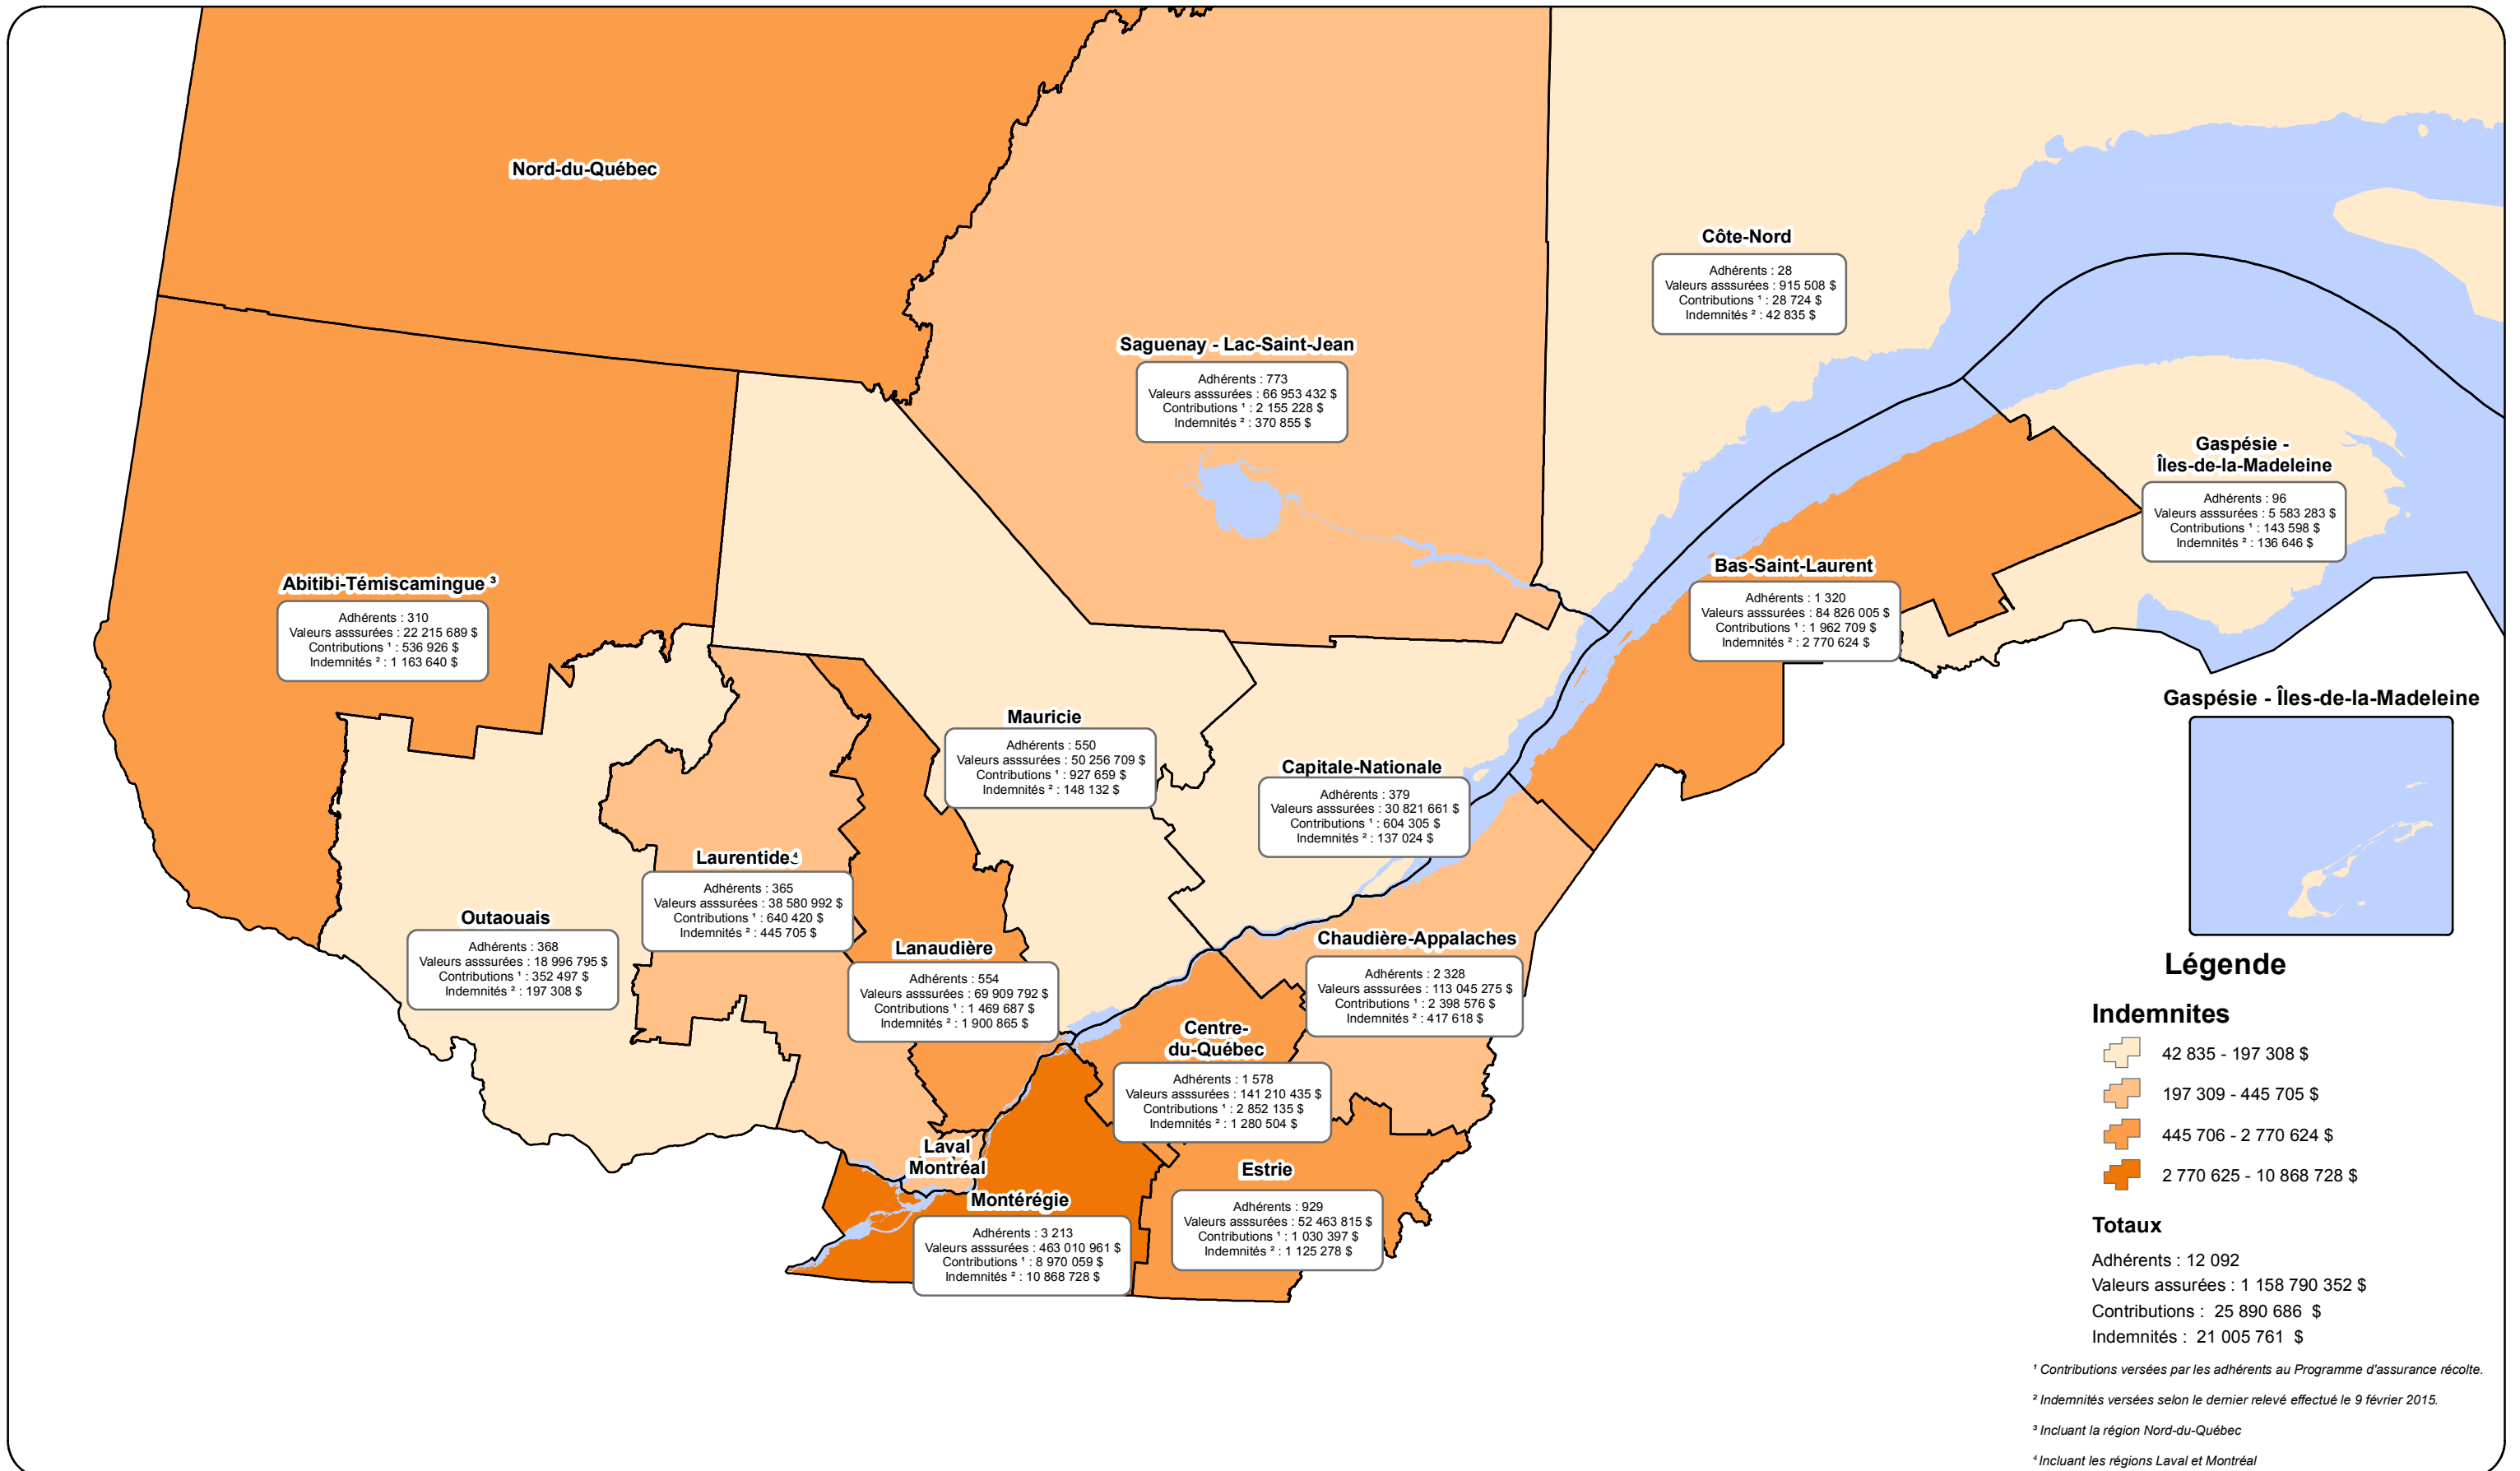 Nord-du-Québec
Côte-Nord
Adhérents : 28
Valeurs asssurées : 915 508 $
Contributions ¹ : 28 724 $
Indemnités ² : 42 835 $
Saguenay - Lac-Saint-Jean
Adhérents : 773
Valeurs asssurées : 66 953 432 $
Contributions ¹ : 2 155 228 $
Indemnités ² : 370 855 $
Gaspésie -
Îles-de-la-Madeleine
Adhérents : 96
Valeurs asssurées : 5 583 283 $
Contributions ¹ : 143 598 $
Indemnités ² : 136 646 $
Abitibi-Témiscamingue ³
Adhérents : 310
Valeurs asssurées : 22 215 689 $
Contributions ¹ : 536 926 $
Indemnités ² : 1 163 640 $
Bas-Saint-Laurent
Adhérents : 1 320
Valeurs asssurées : 84 826 005 $
Contributions ¹ : 1 962 709 $
Indemnités ² : 2 770 624 $
Mauricie
Adhérents : 550
Valeurs asssurées : 50 256 709 $
Contributions ¹ : 927 659 $
Indemnités ² : 148 132 $
Capitale-Nationale
Adhérents : 379
Valeurs asssurées : 30 821 661 $
Contributions ¹ : 604 305 $
Indemnités ² : 137 024 $
Laurentide⁴
Adhérents : 365
Valeurs asssurées : 38 580 992 $
Contributions ¹ : 640 420 $
Indemnités ² : 445 705 $
Outaouais
Adhérents : 368
Valeurs asssurées : 18 996 795 $
Contributions ¹ : 352 497 $
Indemnités ² : 197 308 $
Lanaudière
Adhérents : 554
Valeurs asssurées : 69 909 792 $
Contributions ¹ : 1 469 687 $
Indemnités ² : 1 900 865 $
Chaudière-Appalaches
Adhérents : 2 328
Valeurs asssurées : 113 045 275 $
Contributions ¹ : 2 398 576 $
Indemnités ² : 417 618 $
Centre-
du-Québec
Adhérents : 1 578
Valeurs asssurées : 141 210 435 $
Contributions ¹ : 2 852 135 $
Indemnités ² : 1 280 504 $
Laval
Montréal
Montérégie
Adhérents : 3 213
Valeurs asssurées : 463 010 961 $
Contributions ¹ : 8 970 059 $
Indemnités ² : 10 868 728 $
Estrie
Adhérents : 929
Valeurs asssurées : 52 463 815 $
Contributions ¹ : 1 030 397 $
Indemnités ² : 1 125 278 $
Gaspésie - Îles-de-la-Madeleine
Légende
Indemnites
42 835 - 197 308 $
197 309 - 445 705 $
445 706 - 2 770 624 $
2 770 625 - 10 868 728 $
Totaux
Adhérents : 12 092
Valeurs assurées : 1 158 790 352 $
Contributions : 25 890 686 $
Indemnités : 21 005 761 $
¹ Contributions versées par les adhérents au Programme d'assurance récolte.
² Indemnités versées selon le dernier relevé effectué le 9 février 2015.
³ Incluant la région Nord-du-Québec
⁴ Incluant les régions Laval et Montréal